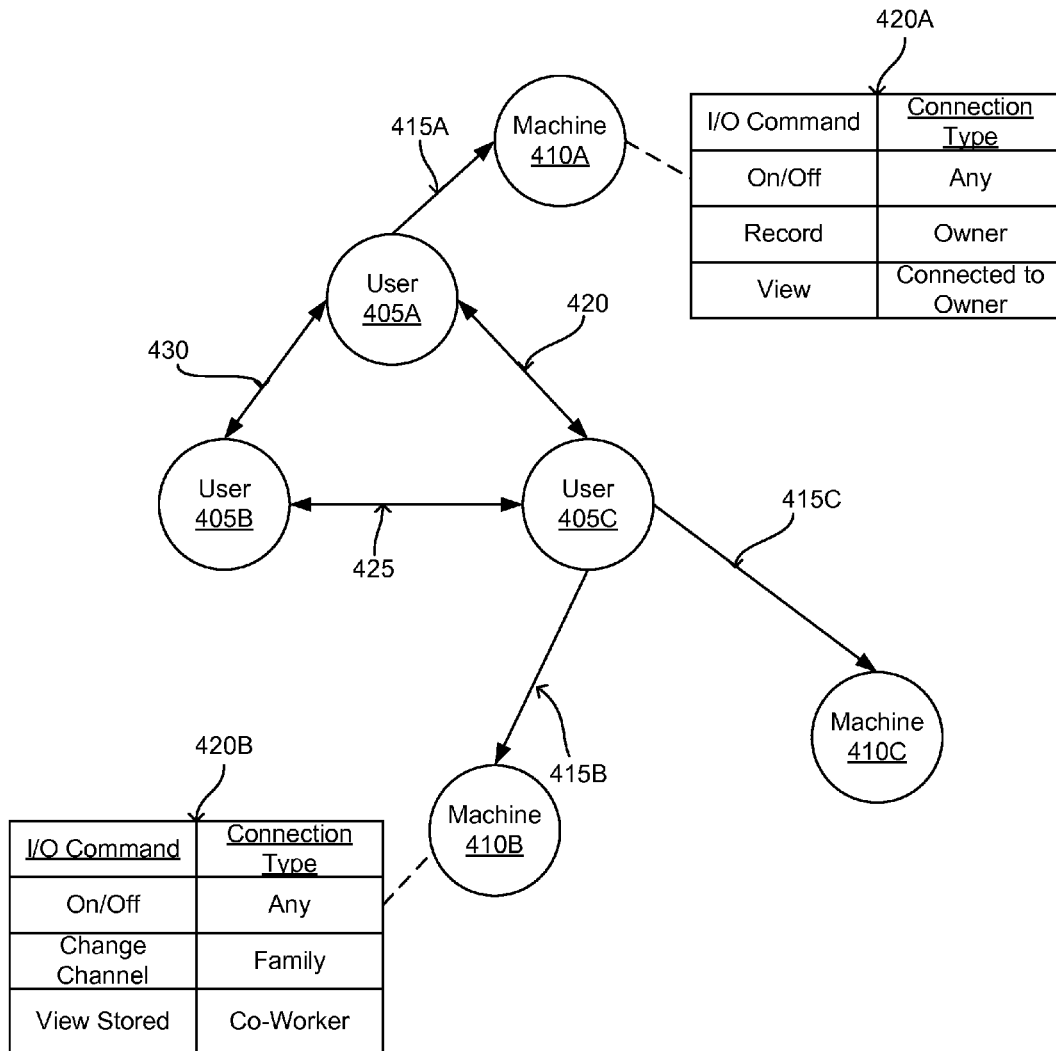 420A
Machine
410A
I/O Command
Connection
Type
On/Off
Any
Record
Owner
View
Connected to
Owner
415A
User
405A
420
430
User
405B
User
405C
425
415C
Machine
410C
415B
420B
Machine
410B
I/O Command
Connection
Type
On/Off
Any
Change
Channel
Family
View Stored
Co-Worker